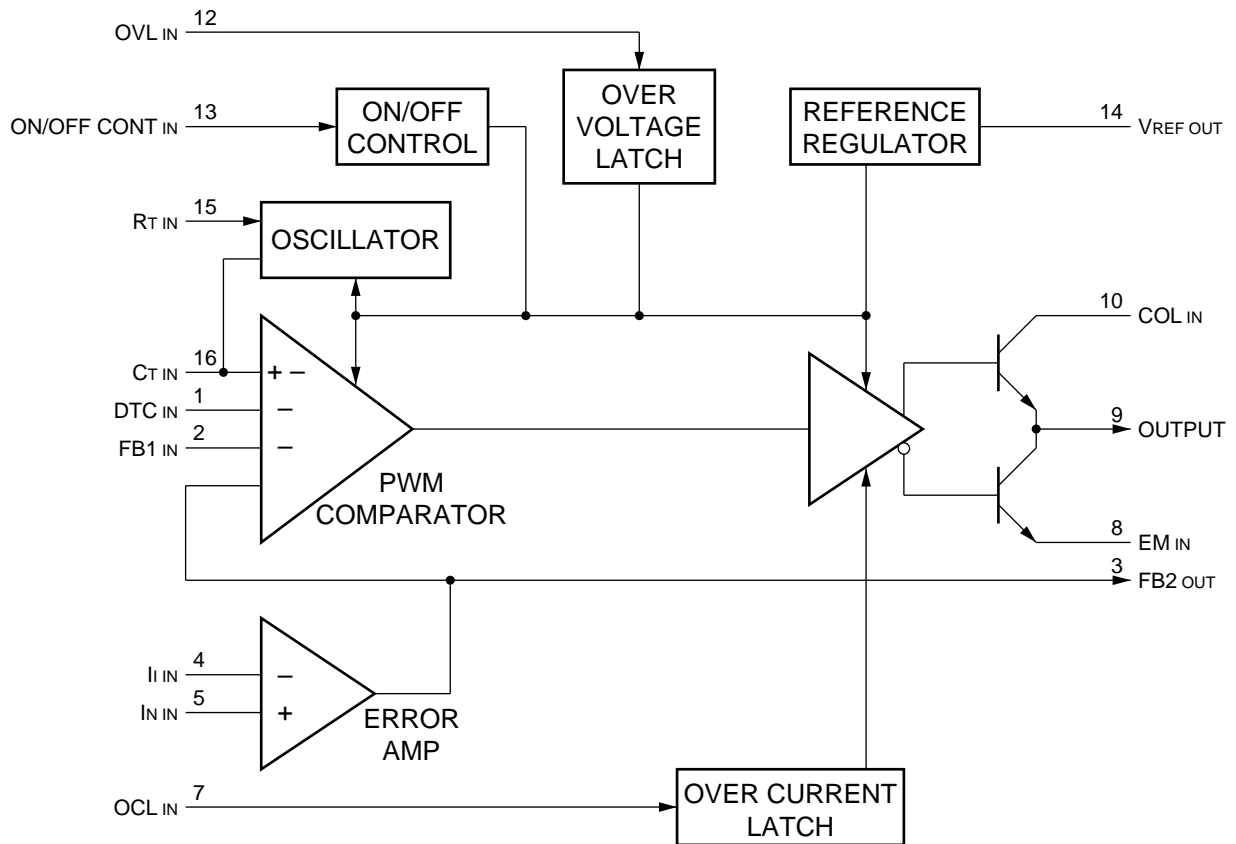 OVL IN 12
ON/OFF CONT IN 13
ON/OFF
CONTROL
OVER
VOLTAGE
LATCH
REFERENCE
REGULATOR
14 VREF OUT
RT IN 15
OSCILLATOR
10 COL IN
CT IN 16
+ −
DTC IN 1
−
FB1 IN 2
−
9 OUTPUT
PWM
COMPARATOR
8 EM IN
3 FB2 OUT
II IN 4
−
IN IN 5
+
ERROR
AMP
OCL IN 7
OVER CURRENT
LATCH